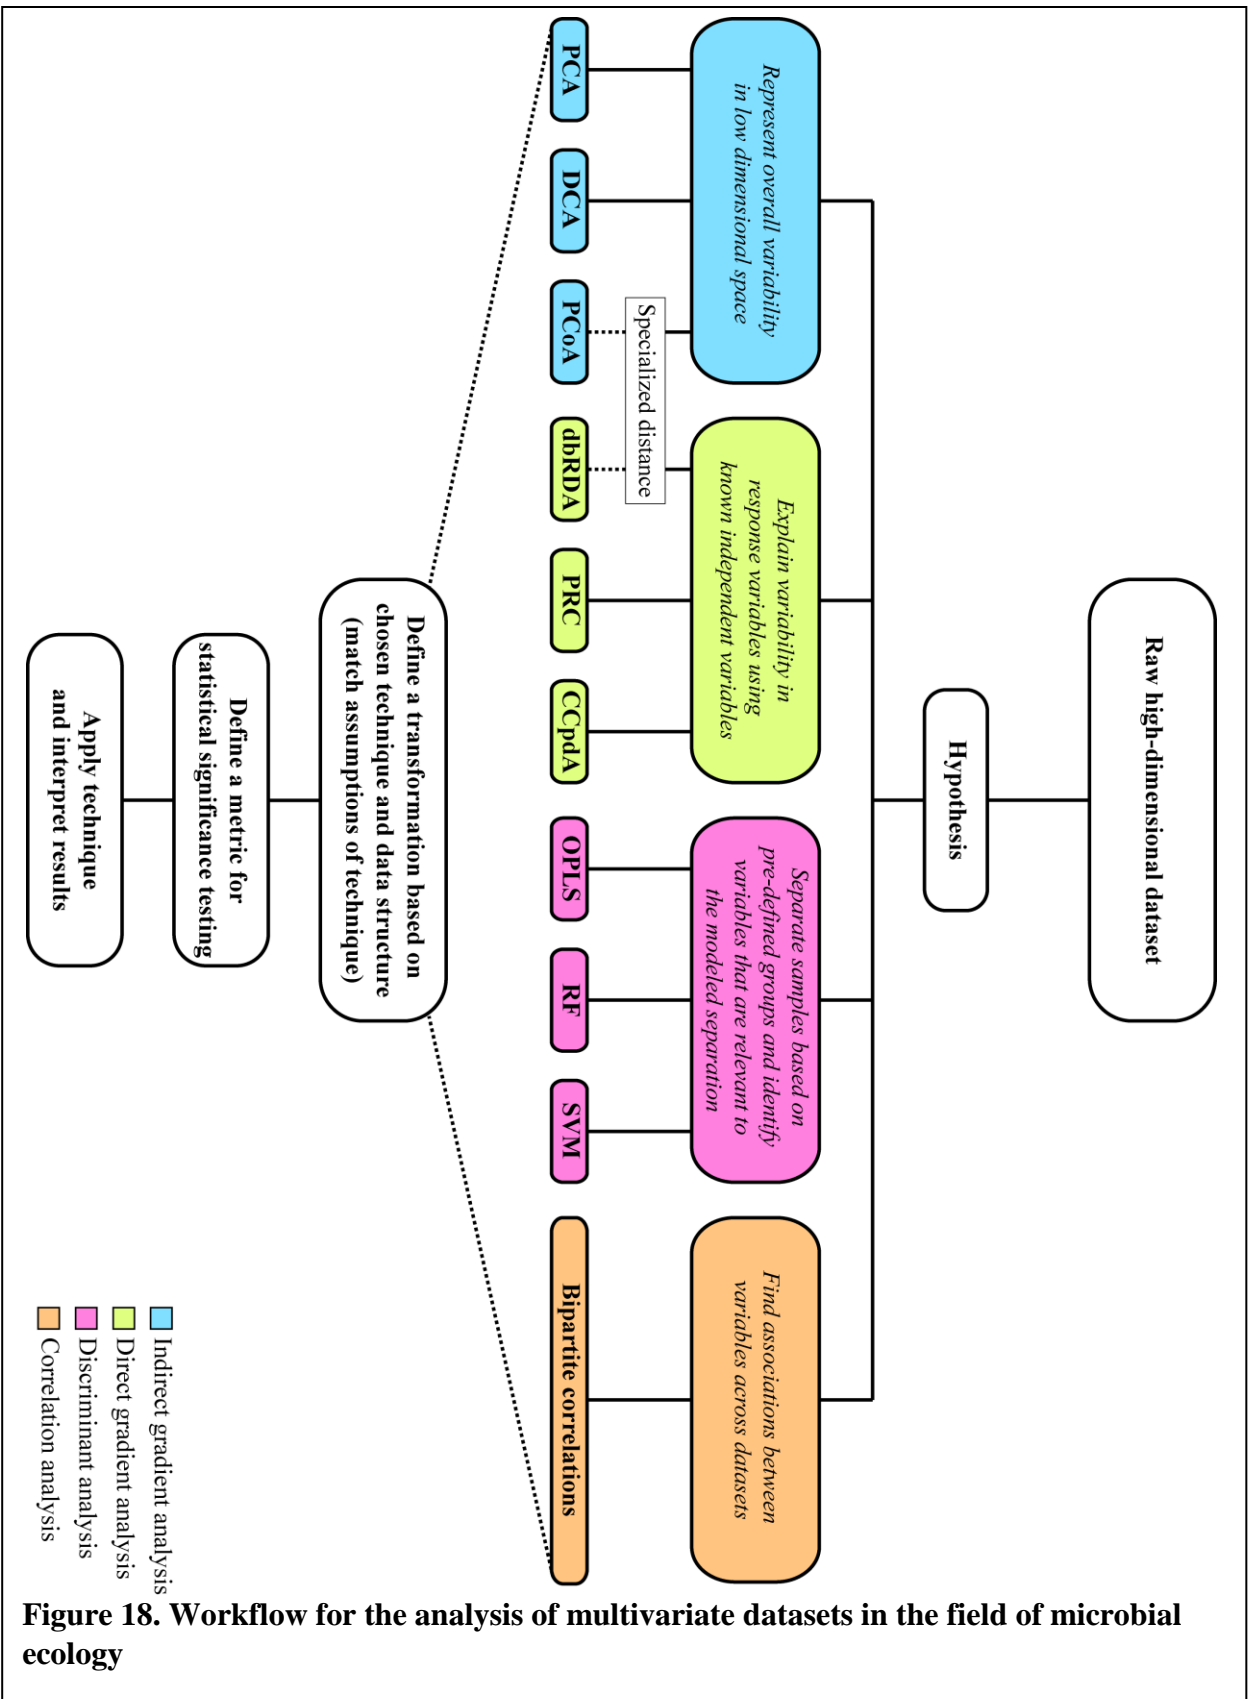 Raw high-dimensional dataset
Hypothesis
Represent overall variability
in low dimensional space
Explain variability in
response variables using
known independent variables
Separate samples based on
pre-defined groups and identify
variables that are relevant to
the modeled separation
Find associations between
variables across datasets
Specialized distance
PCA
DCA
PCoA
dbRDA
PRC
CCpdA
OPLS
RF
SVM
Bipartite correlations
Define a transformation based on
chosen technique and data structure
(match assumptions of technique)
Define a metric for
statistical significance testing
Apply technique
and interpret results
Indirect gradient analysis
Direct gradient analysis
Discriminant analysis
Correlation analysis
Figure 18. Workflow for the analysis of multivariate datasets in the field of microbial
ecology